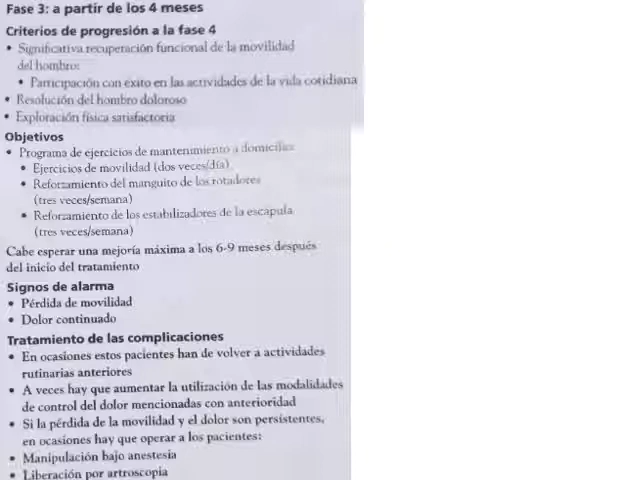 Fase 3: a partir de los 4 meses
Criterios de progresión a la fase 4
• Significativa recuperación funcional de la movilidad
del hombro:
• Participación con éxito en las actividades de la vida cotidiana
• Resolución del hombro doloroso
• Exploración física satisfactoria
Objetivos
• Programa de ejercicios de mantenimiento a domicilio:
• Ejercicios de movilidad (dos veces/día)
• Reforzamiento del manguito de los rotadores
(tres veces/semana)
• Reforzamiento de los estabilizadores de la escápula
(tres veces/semana)
Cabe esperar una mejoría máxima a los 6-9 meses después
del inicio del tratamiento
Signos de alarma
• Pérdida de movilidad
• Dolor continuado
Tratamiento de las complicaciones
• En ocasiones estos pacientes han de volver a actividades
rutinarias anteriores
• A veces hay que aumentar la utilización de las modalidades
de control del dolor mencionadas con anterioridad
• Si la pérdida de la movilidad y el dolor son persistentes,
en ocasiones hay que operar a los pacientes:
• Manipulación bajo anestesia
• Liberación por artroscopia